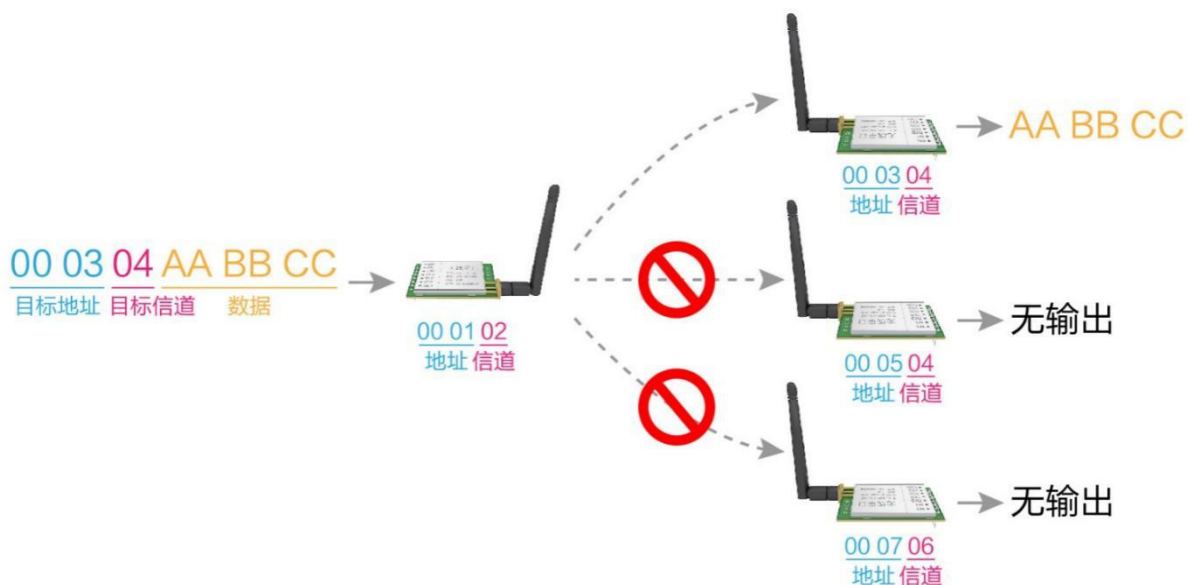 AA BB CC
00 03 04
地址 信道
00 03 04 AA BB CC
目标地址 目标信道 数据
00 01 02
地址 信道
无输出
00 05 04
地址 信道
无输出
00 07 06
地址 信道